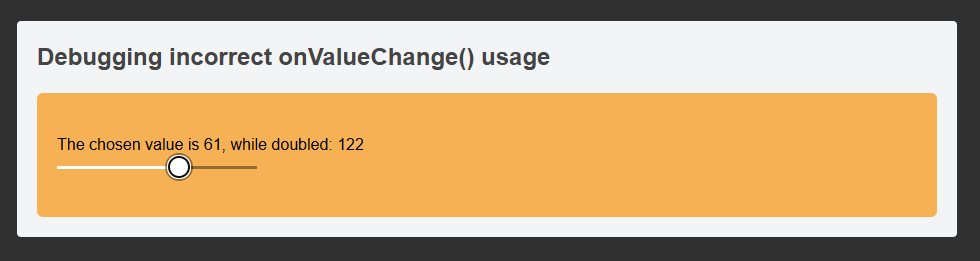 Debugging incorrect onValueChange() usage
The chosen value is 61, while doubled: 122